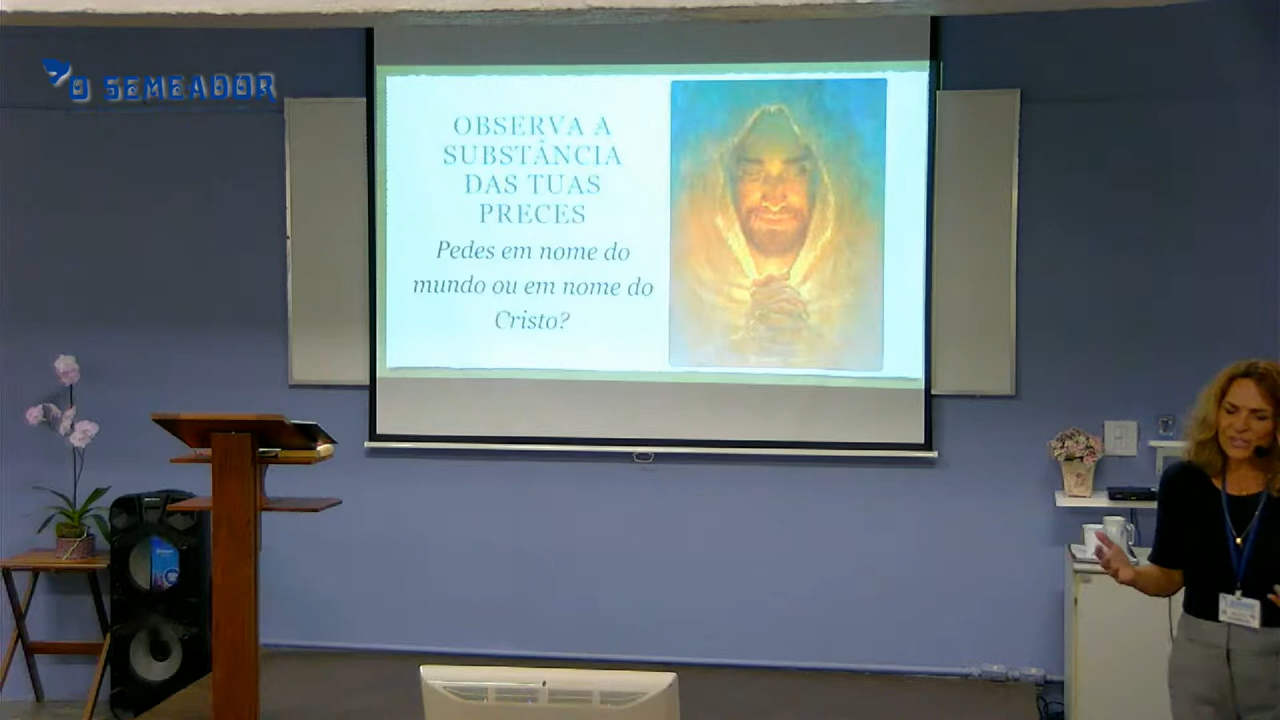 O SEMEADOR
OBSERVA A
SUBSTÂNCIA
DAS TUAS
PRECES
Pedes em nome do
mundo ou em nome do
Cristo?